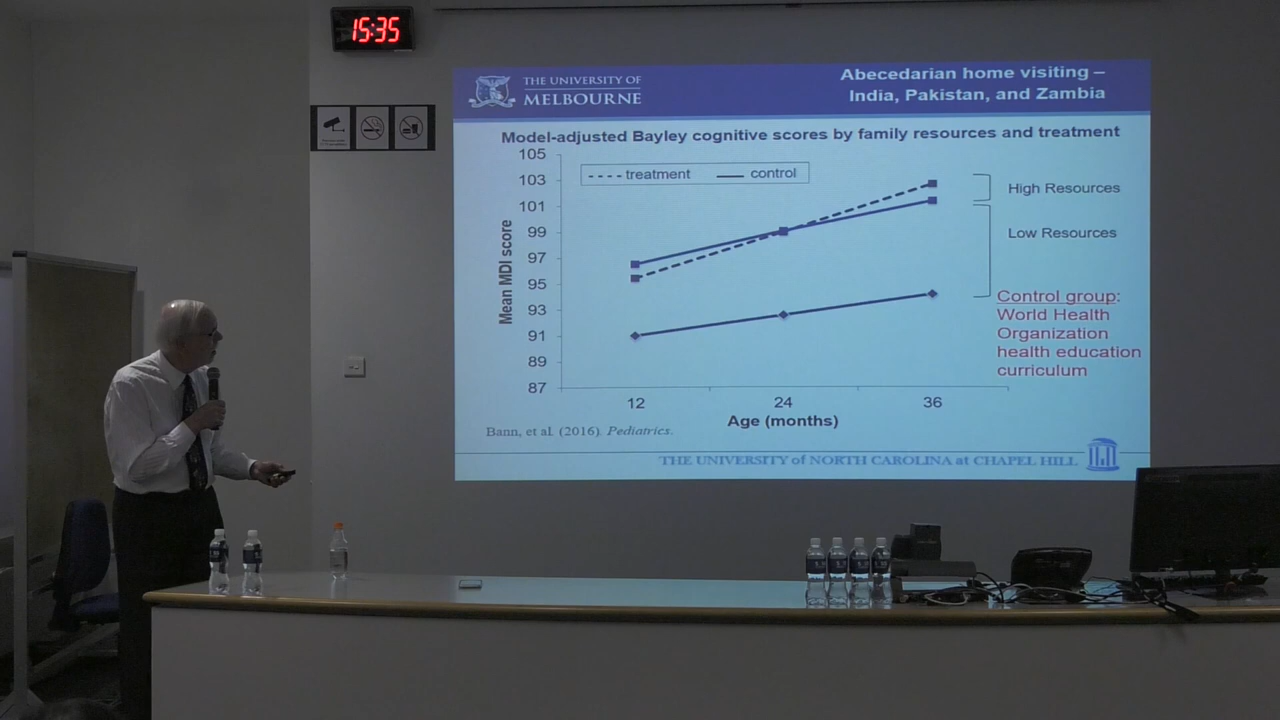 15:35
THE UNIVERSITY OF
MELBOURNE
Abecedarian home visiting –
India, Pakistan, and Zambia
Model-adjusted Bayley cognitive scores by family resources and treatment
105
103
101
99
97
95
93
91
89
87
Mean MDI score
treatment
control
High Resources
Low Resources
Control group:
World Health
Organization
health education
curriculum
12
24
36
Age (months)
Bann, et al. (2016). Pediatrics.
THE UNIVERSITY of NORTH CAROLINA at CHAPEL HILL